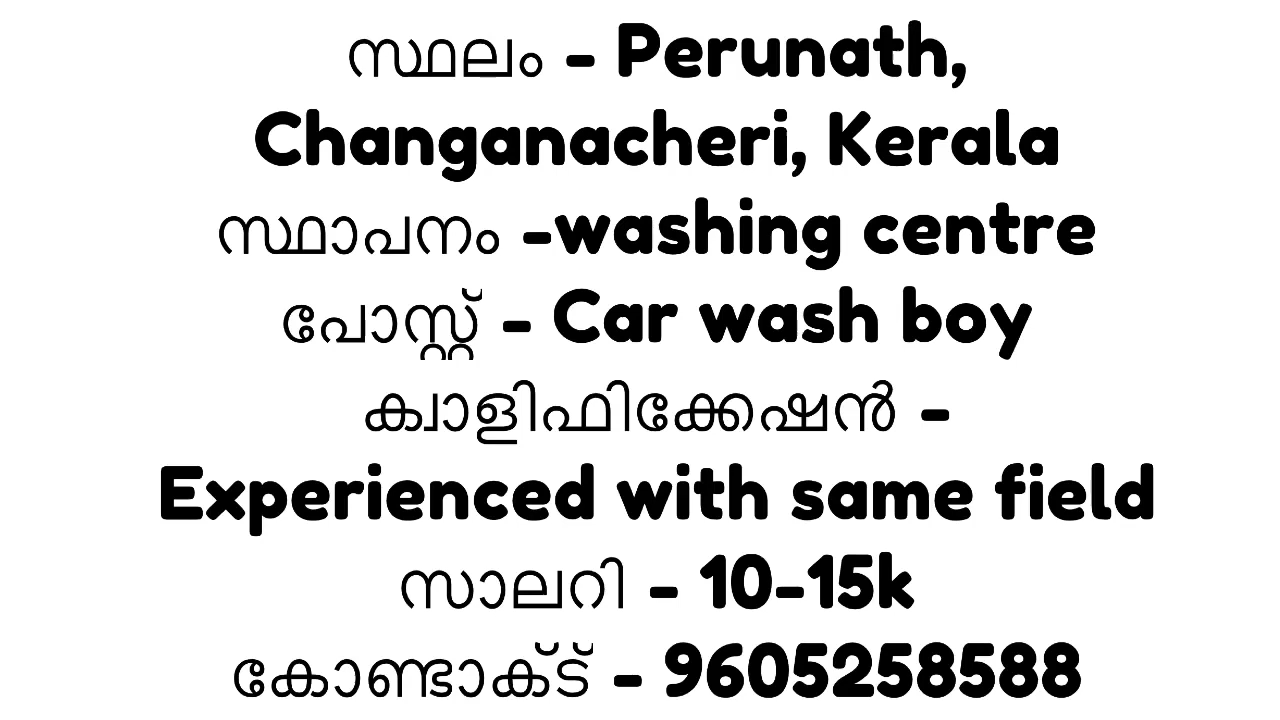 സ്ഥലം - Perunath,
Changanacheri, Kerala
സ്ഥാപനം -washing centre
പോസ്റ്റ് - Car wash boy
ക്വാളിഫിക്കേഷൻ -
Experienced with same field
സാലറി - 10-15k
കോണ്ടാക്ട് - 9605258588